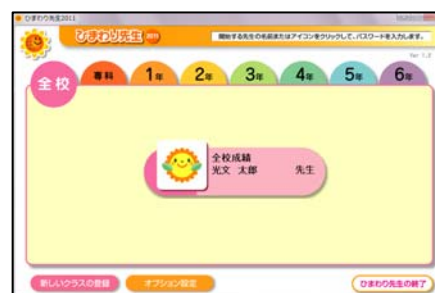 ひまわり先生2011
ひまわり先生 2011
開始する先生の名前またはアイコンをクリックして、パスワードを入力します。
Ver 1.2
全校 専科 1年 2年 3年 4年 5年 6年
全校成績
光文 太郎 先生
新しいクラスの登録 オプション設定 ひまわり先生の終了